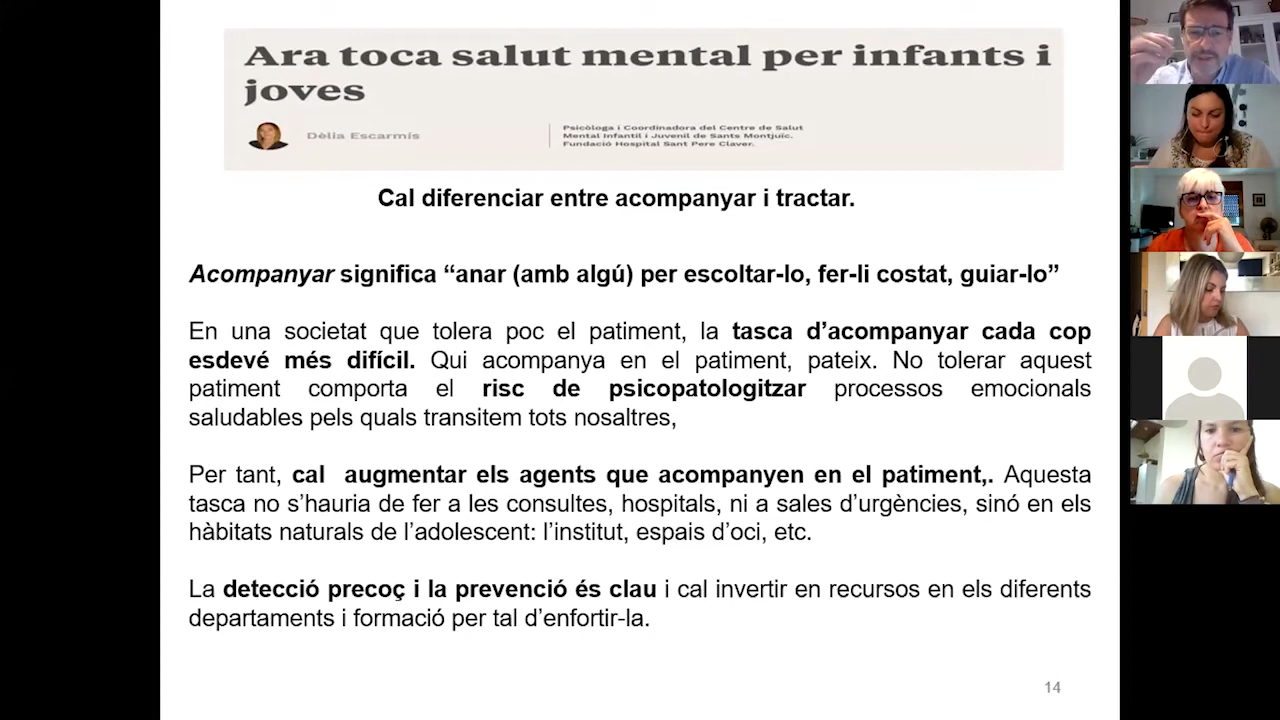 Ara toca salut mental per infants i
joves
Dèlia Escarmís
Psicòloga i Coordinadora del Centre de Salut
Mental Infantil i Juvenil de Sants Montjuïc.
Fundació Hospital Sant Pere Claver.
Cal diferenciar entre acompanyar i tractar.
Acompanyar significa “anar (amb algú) per escoltar-lo, fer-li costat, guiar-lo”
En una societat que tolera poc el patiment, la tasca d’acompanyar cada cop
esdevé més difícil. Qui acompanya en el patiment, pateix. No tolerar aquest
patiment comporta el risc de psicopatologitzar processos emocionals
saludables pels quals transitem tots nosaltres,
Per tant, cal augmentar els agents que acompanyen en el patiment,. Aquesta
tasca no s’hauria de fer a les consultes, hospitals, ni a sales d’urgències, sinó en els
hàbitats naturals de l’adolescent: l’institut, espais d’oci, etc.
La detecció precoç i la prevenció és clau i cal invertir en recursos en els diferents
departaments i formació per tal d’enfortir-la.
14